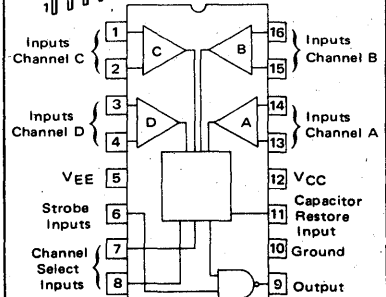 1
1
16
Inputs
Channel C
C
B
Inputs
Channel B
2
15
3
14
Inputs
Channel D
D
A
Inputs
Channel A
4
13
VEE
5
12
VCC
Strobe
Inputs
6
11
Capacitor
Restore
Input
7
10
Ground
Channel
Select
Inputs
8
9
Output